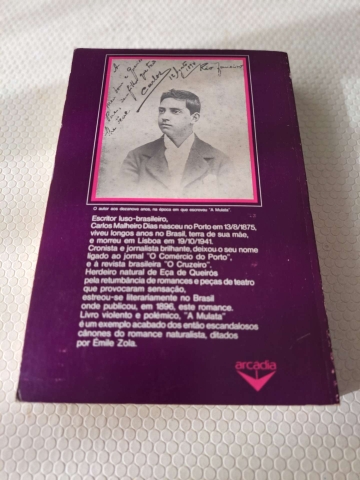 Carlos
O autor aos dezanove anos, na época em que escreveu "A Mulata".
Escritor luso-brasileiro,
Carlos Malheiro Dias nasceu no Porto em 13/8/1875,
viveu longos anos no Brasil, terra de sua mãe,
e morreu em Lisboa em 19/10/1941.
Cronista e jornalista brilhante, deixou o seu nome
ligado ao jornal "O Comércio do Porto",
e à revista brasileira "O Cruzeiro".
Herdeiro natural de Eça de Queirós
pela retumbância de romances e peças de teatro
que provocaram sensação,
estreou-se literariamente no Brasil
onde publicou, em 1896, este romance.
Livro violento e polémico, "A Mulata"
é um exemplo acabado dos então escandalosos
cânones do romance naturalista, ditados
por Émile Zola.
arcádia